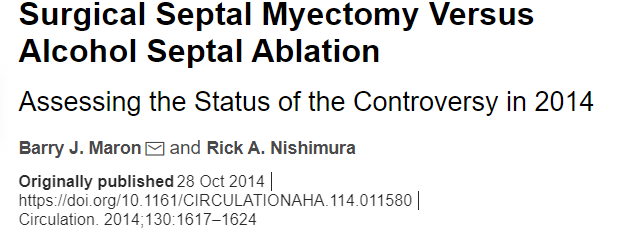 Surgical Septal Myectomy Versus
Alcohol Septal Ablation
Assessing the Status of the Controversy in 2014
Barry J. Maron and Rick A. Nishimura
Originally published 28 Oct 2014 |
https://doi.org/10.1161/CIRCULATIONAHA.114.011580 |
Circulation. 2014;130:1617–1624